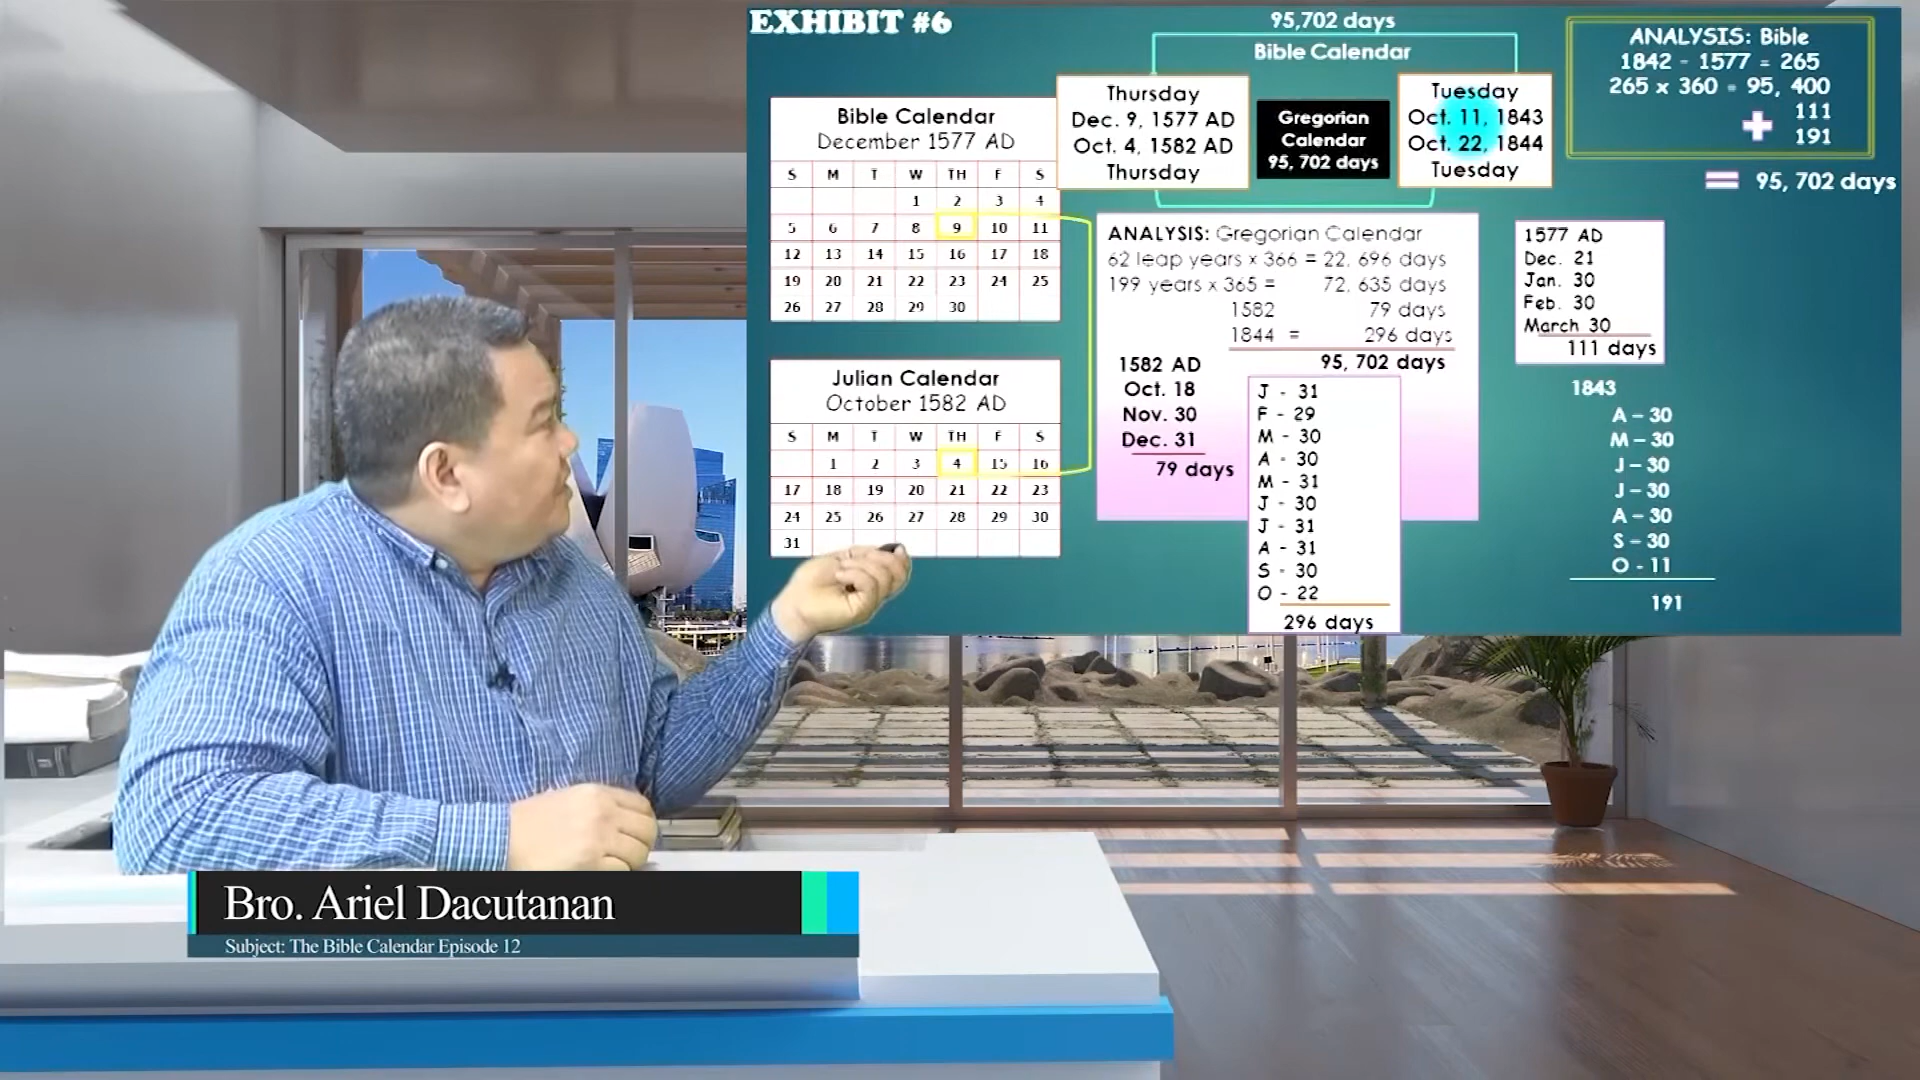 EXHIBIT #6
95,702 days
Bible Calendar
Thursday
Dec. 9, 1577 AD
Oct. 4, 1582 AD
Thursday
Gregorian
Calendar
95, 702 days
Tuesday
Oct. 11, 1843
Oct. 22, 1844
Tuesday
ANALYSIS: Bible
1842 - 1577 = 265
265 x 360 = 95, 400
111
+
191
= 95, 702 days
Bible Calendar
December 1577 AD
S M T W TH F S
1 2 3 4
5 6 7 8 9 10 11
12 13 14 15 16 17 18
19 20 21 22 23 24 25
26 27 28 29 30
Julian Calendar
October 1582 AD
S M T W TH F S
1 2 3 4 15 16
17 18 19 20 21 22 23
24 25 26 27 28 29 30
31
ANALYSIS: Gregorian Calendar
62 leap years x 366 = 22, 696 days
199 years x 365 = 72, 635 days
1582 79 days
1844 = 296 days
95, 702 days
1582 AD
Oct. 18
Nov. 30
Dec. 31
79 days
J - 31
F - 29
M - 30
A - 30
M - 31
J - 30
J - 31
A - 31
S - 30
O - 22
296 days
1577 AD
Dec. 21
Jan. 30
Feb. 30
March 30
111 days
1843
A – 30
M – 30
J – 30
J – 30
A – 30
S – 30
O - 11
191
Bro. Ariel Dacutanan
Subject: The Bible Calendar Episode 12